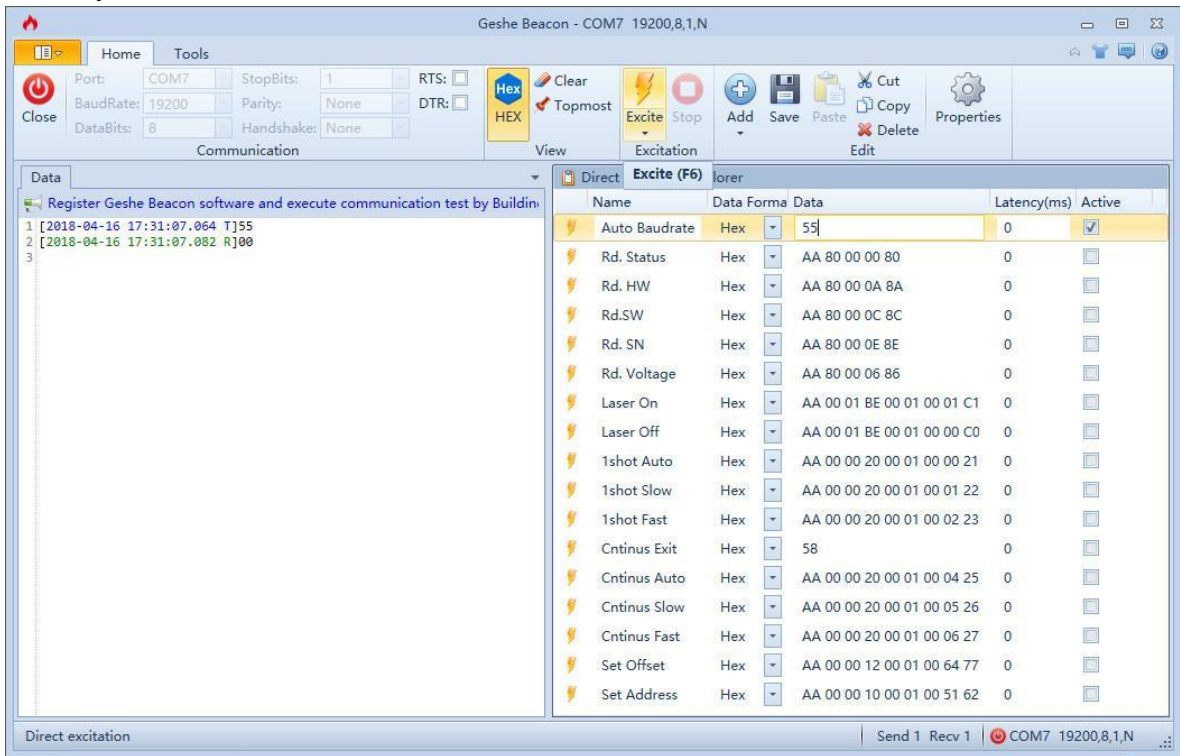 Geshe Beacon - COM7 19200,8,1,N
Home Tools
Close
Port: COM7 StopBits: 1 RTS:
BaudRate: 19200 Parity: None DTR:
DataBits: 8 Handshake: None
Communication
Hex
HEX
Clear
Topmost
View
Excite Stop
Excitation
Add Save Paste
Cut
Copy
Delete
Properties
Edit
Data
Direct Excite (F6) lorer
Register Geshe Beacon software and execute communication test by Buildin
1 [2018-04-16 17:31:07.064 T]55
2 [2018-04-16 17:31:07.082 R]00
3
Name Data Forma Data Latency(ms) Active
Auto Baudrate Hex 55 0
Rd. Status Hex AA 80 00 00 80 0
Rd. HW Hex AA 80 00 0A 8A 0
Rd.SW Hex AA 80 00 0C 8C 0
Rd. SN Hex AA 80 00 0E 8E 0
Rd. Voltage Hex AA 80 00 06 86 0
Laser On Hex AA 00 01 BE 00 01 00 01 C1 0
Laser Off Hex AA 00 01 BE 00 01 00 00 C0 0
1shot Auto Hex AA 00 00 20 00 01 00 00 21 0
1shot Slow Hex AA 00 00 20 00 01 00 01 22 0
1shot Fast Hex AA 00 00 20 00 01 00 02 23 0
Cntinus Exit Hex 58 0
Cntinus Auto Hex AA 00 00 20 00 01 00 04 25 0
Cntinus Slow Hex AA 00 00 20 00 01 00 05 26 0
Cntinus Fast Hex AA 00 00 20 00 01 00 06 27 0
Set Offset Hex AA 00 00 12 00 01 00 64 77 0
Set Address Hex AA 00 00 10 00 01 00 51 62 0
Direct excitation Send 1 Recv 1 COM7 19200,8,1,N